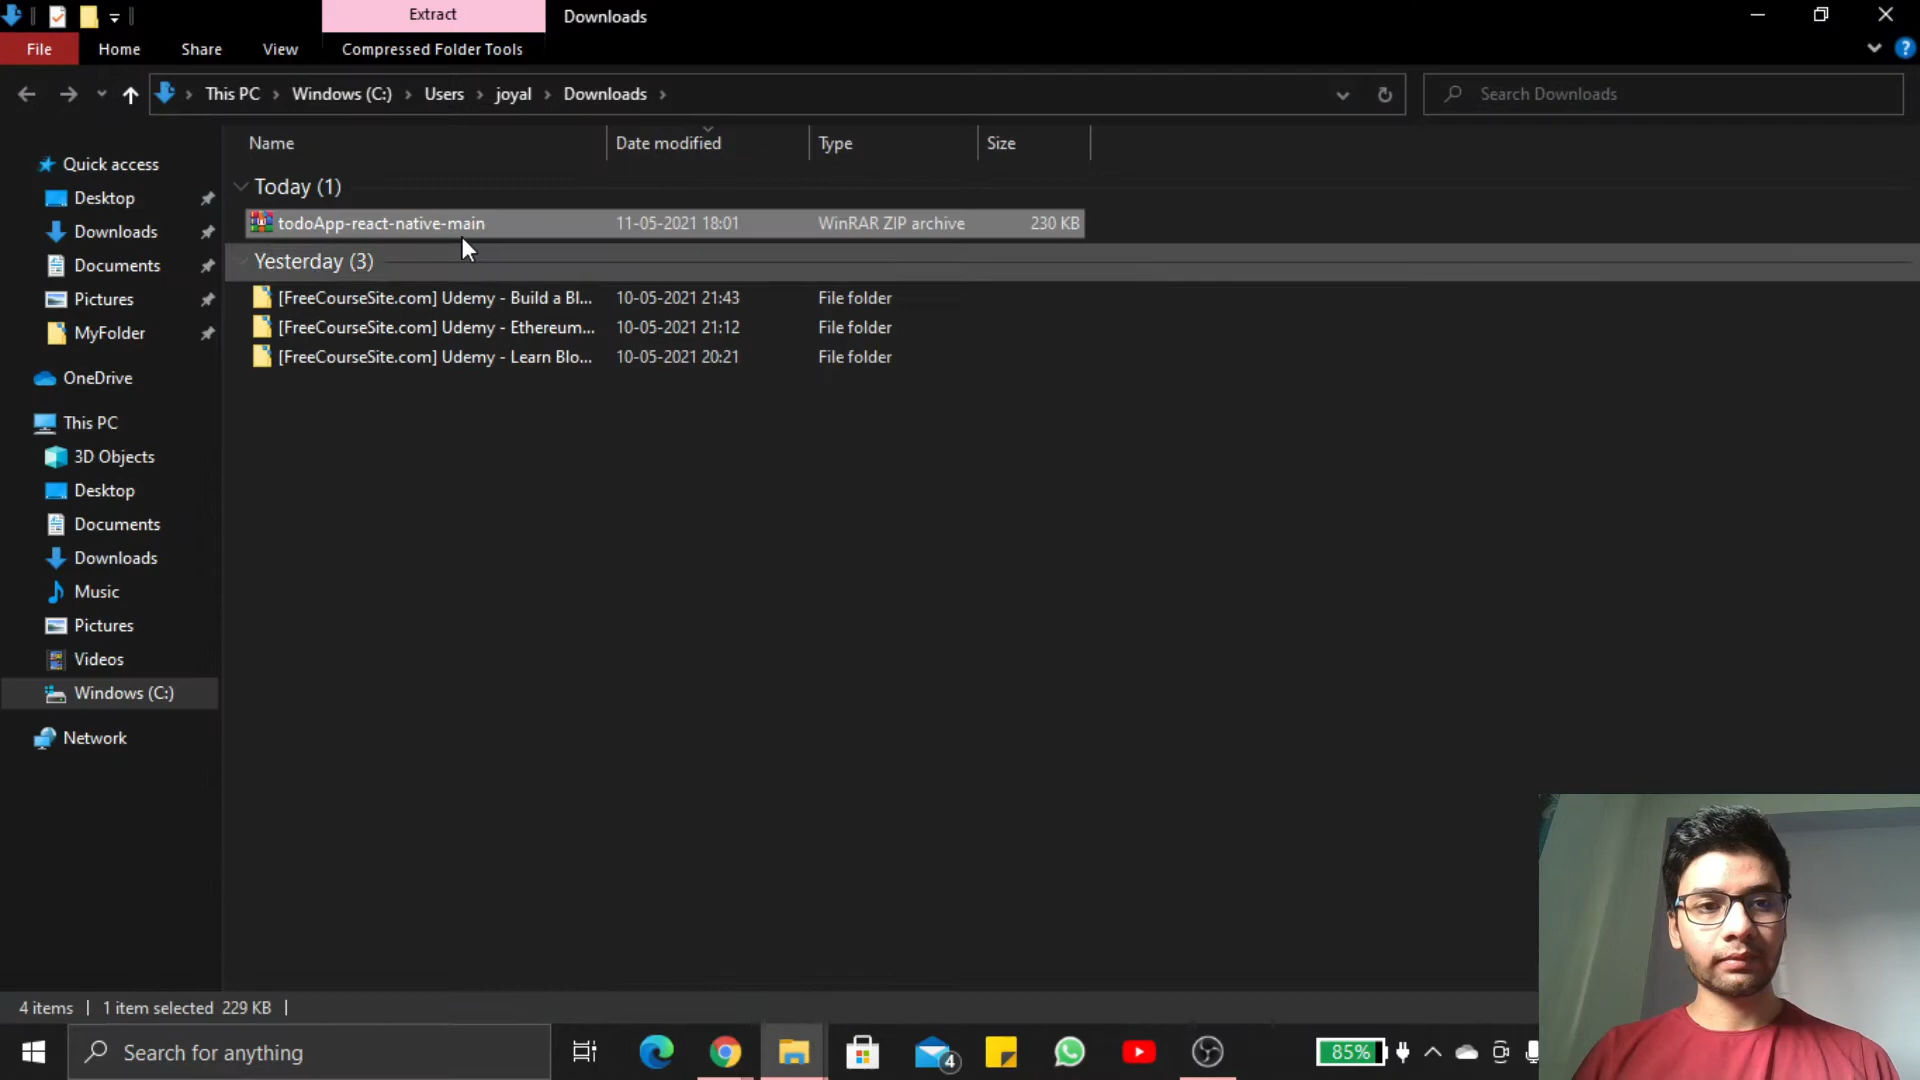 Extract
Downloads
File
Home
Share
View
Compressed Folder Tools
This PC
Windows (C:)
Users
joyal
Downloads
Search Downloads
Name
Date modified
Type
Size
Quick access
Desktop
Downloads
Documents
Pictures
MyFolder
OneDrive
This PC
3D Objects
Desktop
Documents
Downloads
Music
Pictures
Videos
Windows (C:)
Network
Today (1)
todoApp-react-native-main 11-05-2021 18:01 WinRAR ZIP archive 230 KB
Yesterday (3)
[FreeCourseSite.com] Udemy - Build a Bl... 10-05-2021 21:43 File folder
[FreeCourseSite.com] Udemy - Ethereum... 10-05-2021 21:12 File folder
[FreeCourseSite.com] Udemy - Learn Blo... 10-05-2021 20:21 File folder
4 items
1 item selected 229 KB
Search for anything
4
85%